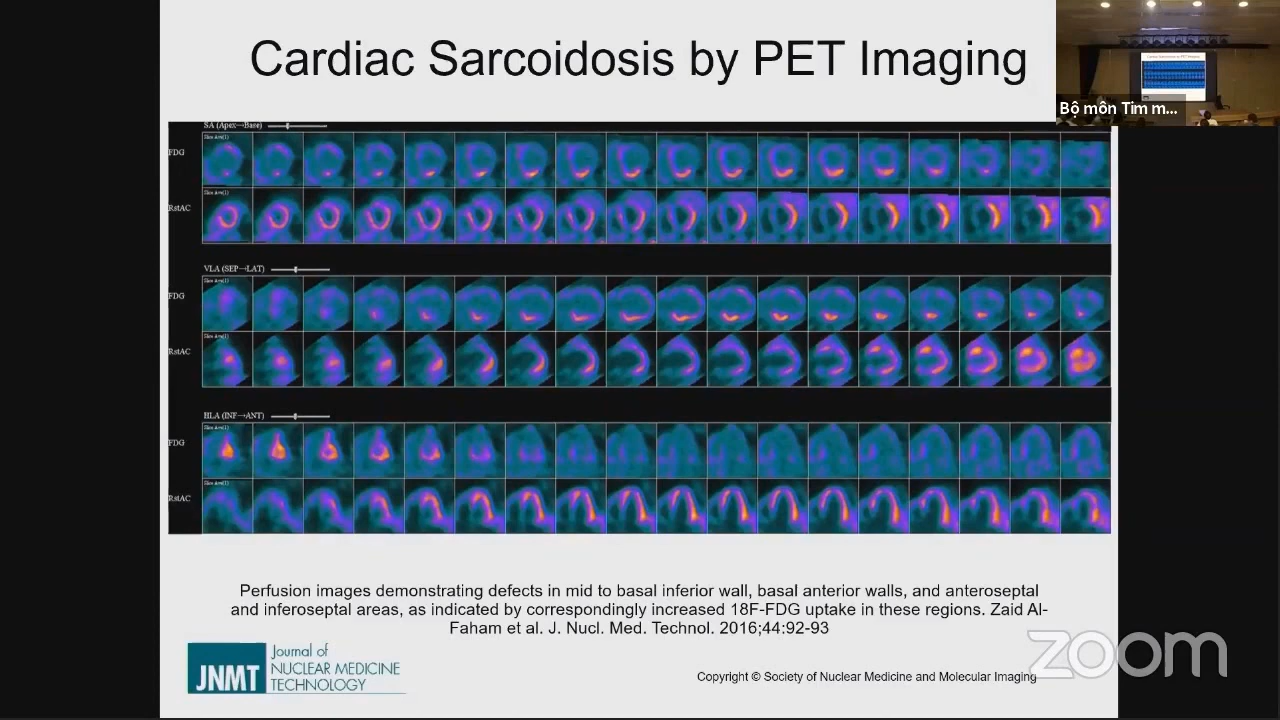 Cardiac Sarcoidosis by PET Imaging
Bộ môn Tim m...
SA (Apex→Base)
FDG
RstAC
VLA (SEP→LAT)
FDG
RstAC
HLA (INF→ANT)
FDG
RstAC
Perfusion images demonstrating defects in mid to basal inferior wall, basal anterior walls, and anteroseptal
and inferoseptal areas, as indicated by correspondingly increased 18F-FDG uptake in these regions. Zaid Al-
Faham et al. J. Nucl. Med. Technol. 2016;44:92-93
JNMT
Journal of
NUCLEAR MEDICINE
TECHNOLOGY
Copyright © Society of Nuclear Medicine and Molecular Imaging
zoom